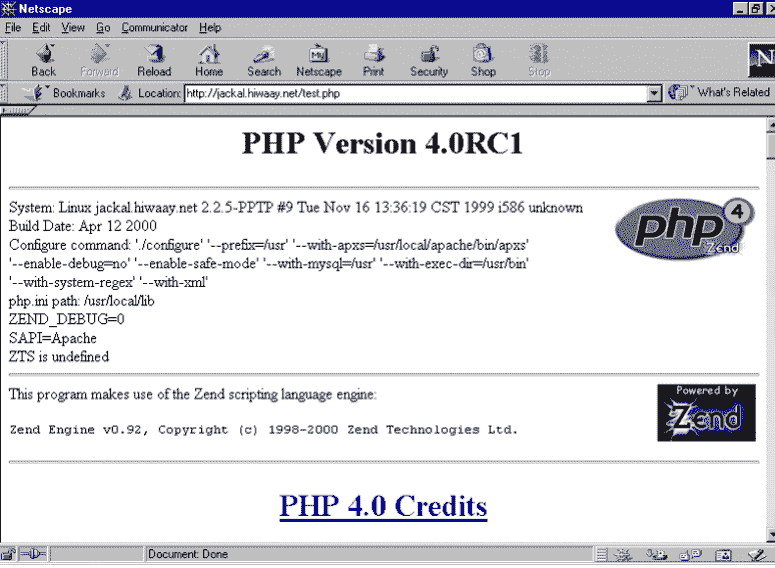 Netscape
File Edit View Go Communicator Help
Back Forward Reload Home Search Netscape Print Security Shop Stop
My
N
Bookmarks Location: http://jackal.hiwaay.net/test.php What's Related
PHP Version 4.0RC1
System: Linux jackal.hiwaay.net 2.2.5-PPTP #9 Tue Nov 16 13:36:19 CST 1999 i586 unknown
Build Date: Apr 12 2000
Configure command: './configure' '--prefix=/usr' '--with-apxs=/usr/local/apache/bin/apxs'
'--enable-debug=no' '--enable-safe-mode' '--with-mysql=/usr' '--with-exec-dir=/usr/bin'
'--with-system-regex' '--with-xml'
php.ini path: /usr/local/lib
ZEND_DEBUG=0
SAPI=Apache
ZTS is undefined
php 4
Zend
This program makes use of the Zend scripting language engine:
Zend Engine v0.92, Copyright (c) 1998-2000 Zend Technologies Ltd.
Powered by
Zend
PHP 4.0 Credits
Document: Done